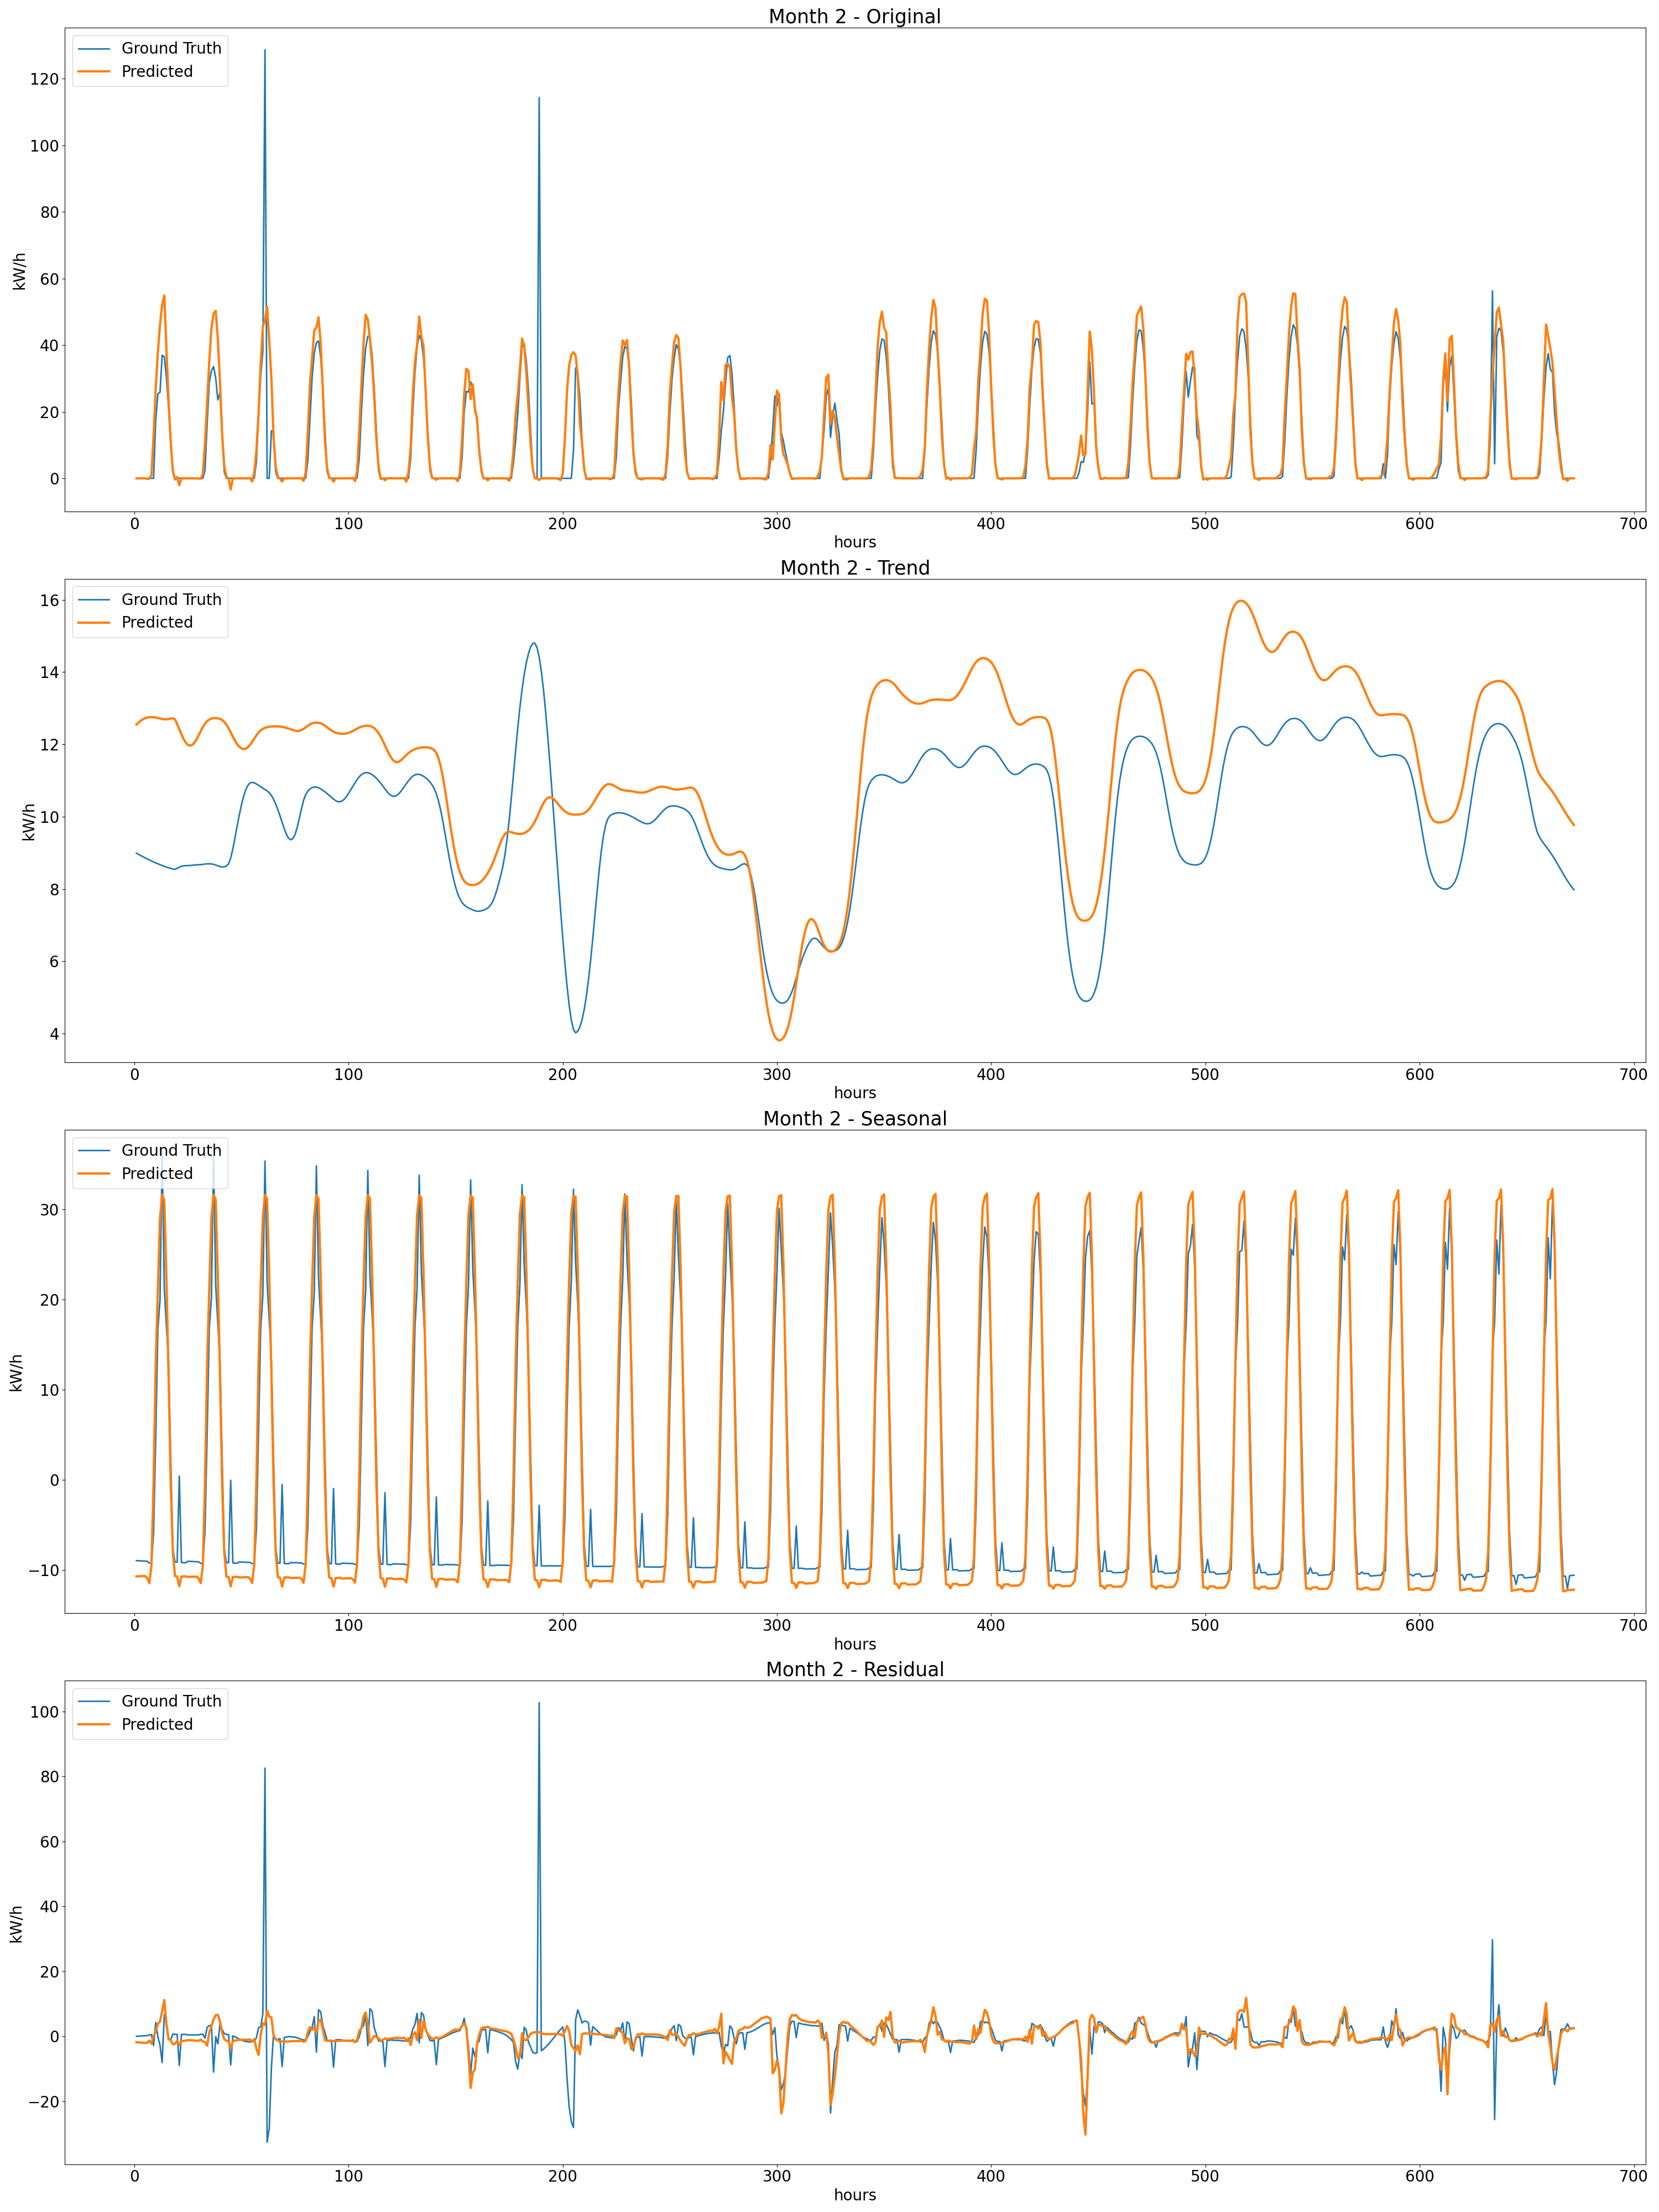 Month 2 - Original
Ground Truth
Predicted
kW/h
120
100
80
60
40
20
0
0 100 200 300 400 500 600 700
hours
Month 2 - Trend
Ground Truth
Predicted
kW/h
16
14
12
10
8
6
4
0 100 200 300 400 500 600 700
hours
Month 2 - Seasonal
Ground Truth
Predicted
kW/h
30
20
10
0
−10
0 100 200 300 400 500 600 700
hours
Month 2 - Residual
Ground Truth
Predicted
kW/h
100
80
60
40
20
0
−20
0 100 200 300 400 500 600 700
hours